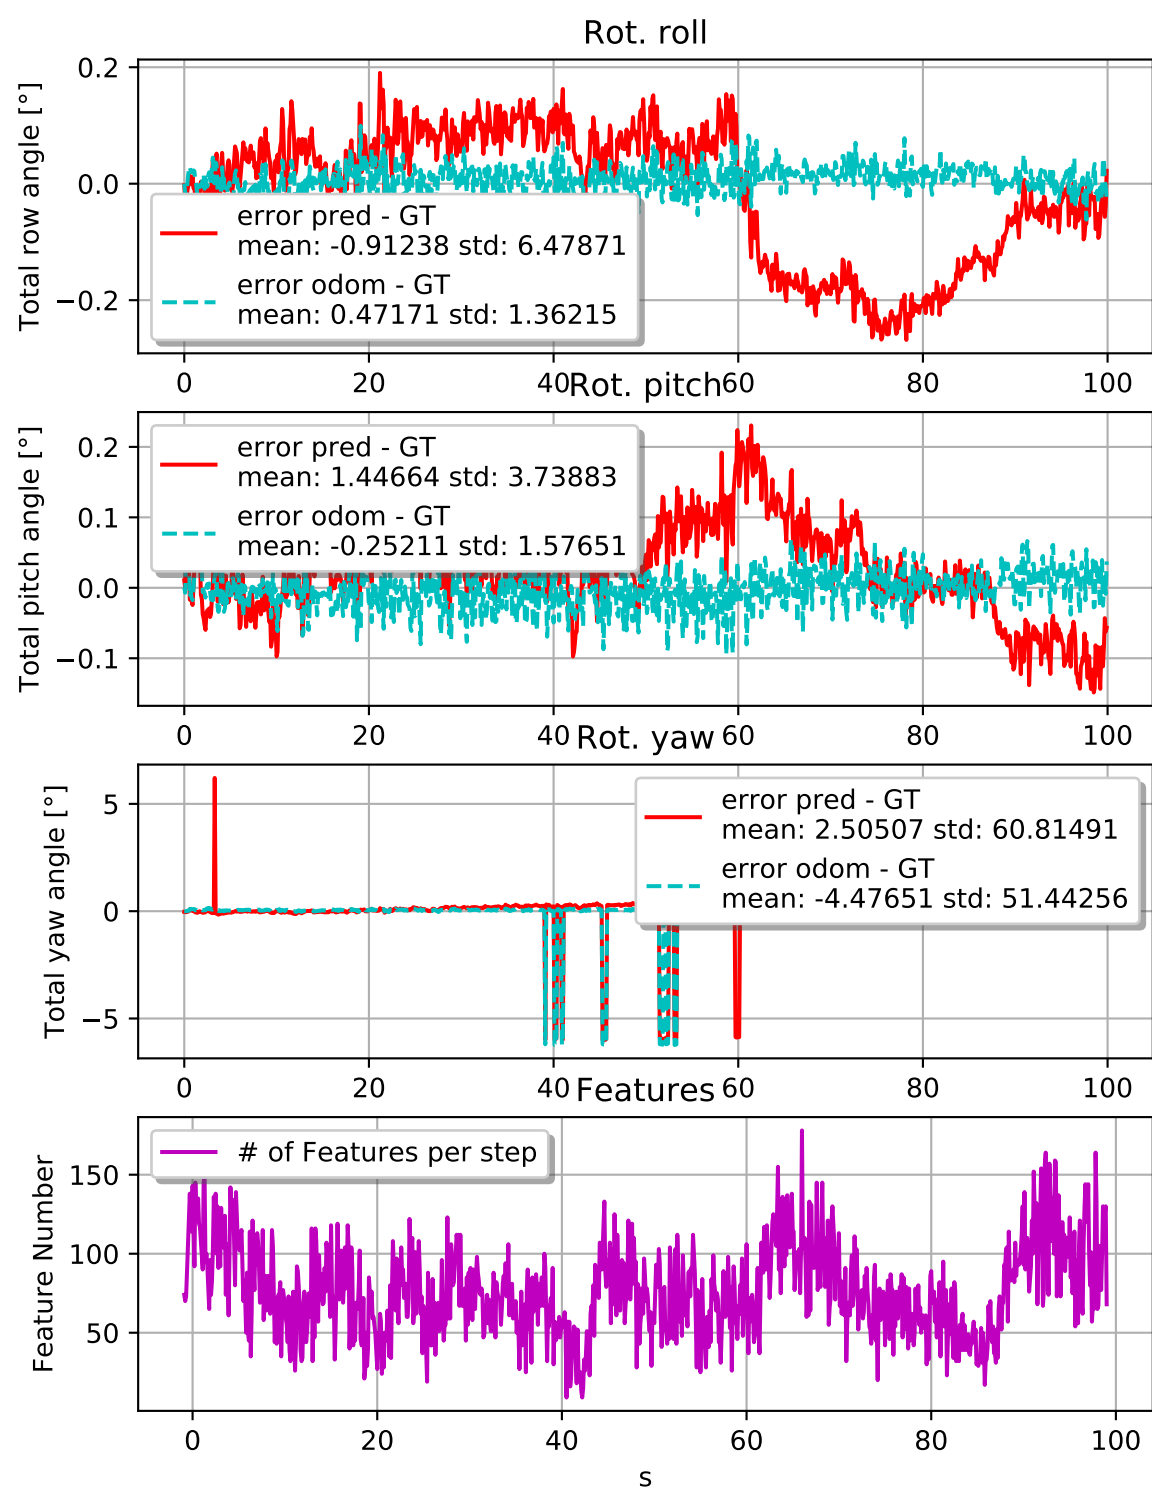 Rot. roll
Total row angle [°]
0.2
0.0
−0.2
error pred - GT
mean: -0.91238 std: 6.47871
error odom - GT
mean: 0.47171 std: 1.36215
0 20 40 60 80 100
Rot. pitch
Total pitch angle [°]
0.2
0.1
0.0
−0.1
error pred - GT
mean: 1.44664 std: 3.73883
error odom - GT
mean: -0.25211 std: 1.57651
0 20 40 60 80 100
Rot. yaw
Total yaw angle [°]
5
0
−5
error pred - GT
mean: 2.50507 std: 60.81491
error odom - GT
mean: -4.47651 std: 51.44256
0 20 40 60 80 100
Features
Feature Number
150
100
50
# of Features per step
0 20 40 60 80 100
s